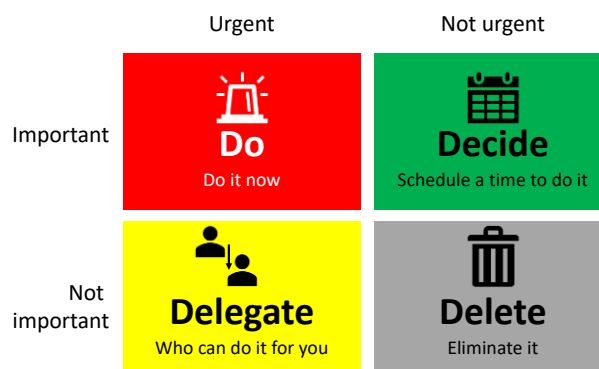 Urgent
Not urgent
Important
Do
Do it now
Decide
Schedule a time to do it
Not
important
Delegate
Who can do it for you
Delete
Eliminate it